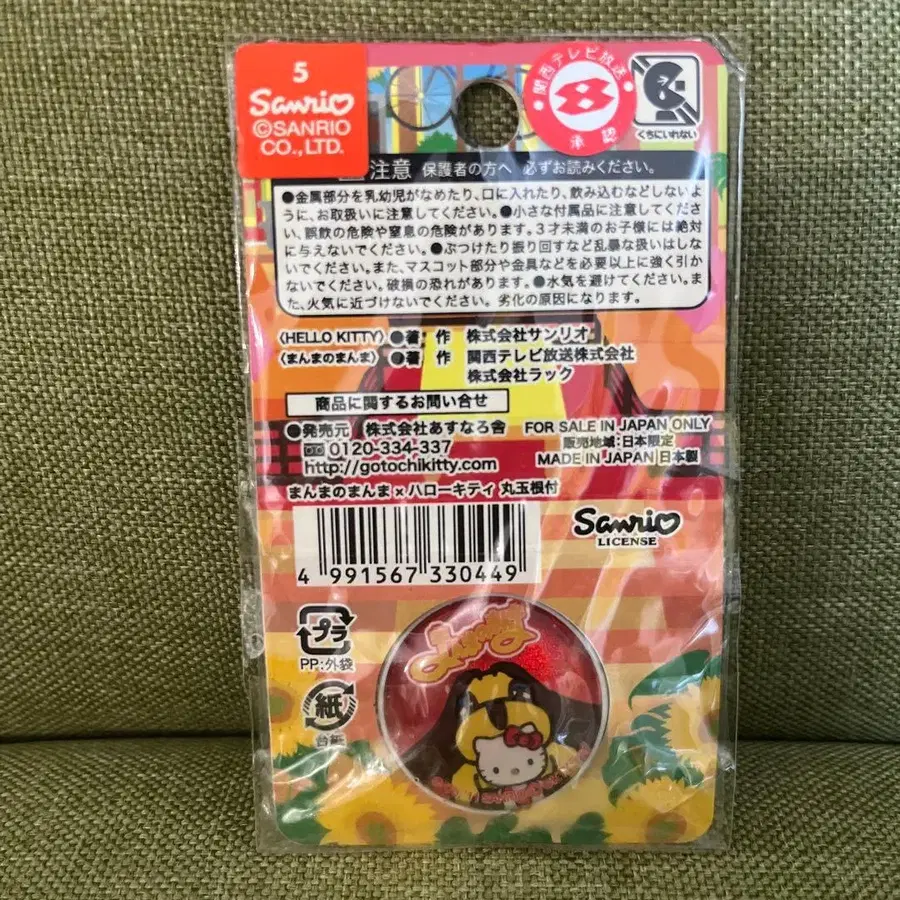 5
Sanrio
©SANRIO
CO., LTD.
関西テレビ放送
8
承認
くちにいれない
注意 保護者の方へ 必ずお読みください。
●金属部分を乳幼児がなめたり、口に入れたり、飲み込むなどしないよ
うに、お取扱いに注意してください。●小さな付属品に注意してくださ
い、誤飲の危険や窒息の危険があります。3才未満のお子様には絶対
に与えないでください。●ぶつけたり振り回すなど乱暴な扱いはしな
いでください。また、マスコット部分や金具などを必要以上に強く引か
ないでください。破損の恐れがあります。●水気を避けてください。ま
た、火気に近づけないでください。劣化の原因になります。
〈HELLO KITTY〉●著 作 株式会社サンリオ
〈まんまのまんま〉●著 作 関西テレビ放送株式会社
株式会社ラック
商品に関するお問い合せ
●発売元 株式会社あすなろ舎
0120-334-337
http://gotochikitty.com
FOR SALE IN JAPAN ONLY
販売地域:日本限定
MADE IN JAPAN 日本製
まんまのまんま×ハローキティ 丸玉根付
4 991567 330449
Sanrio
LICENSE
プラ
PP:外袋
紙
台紙